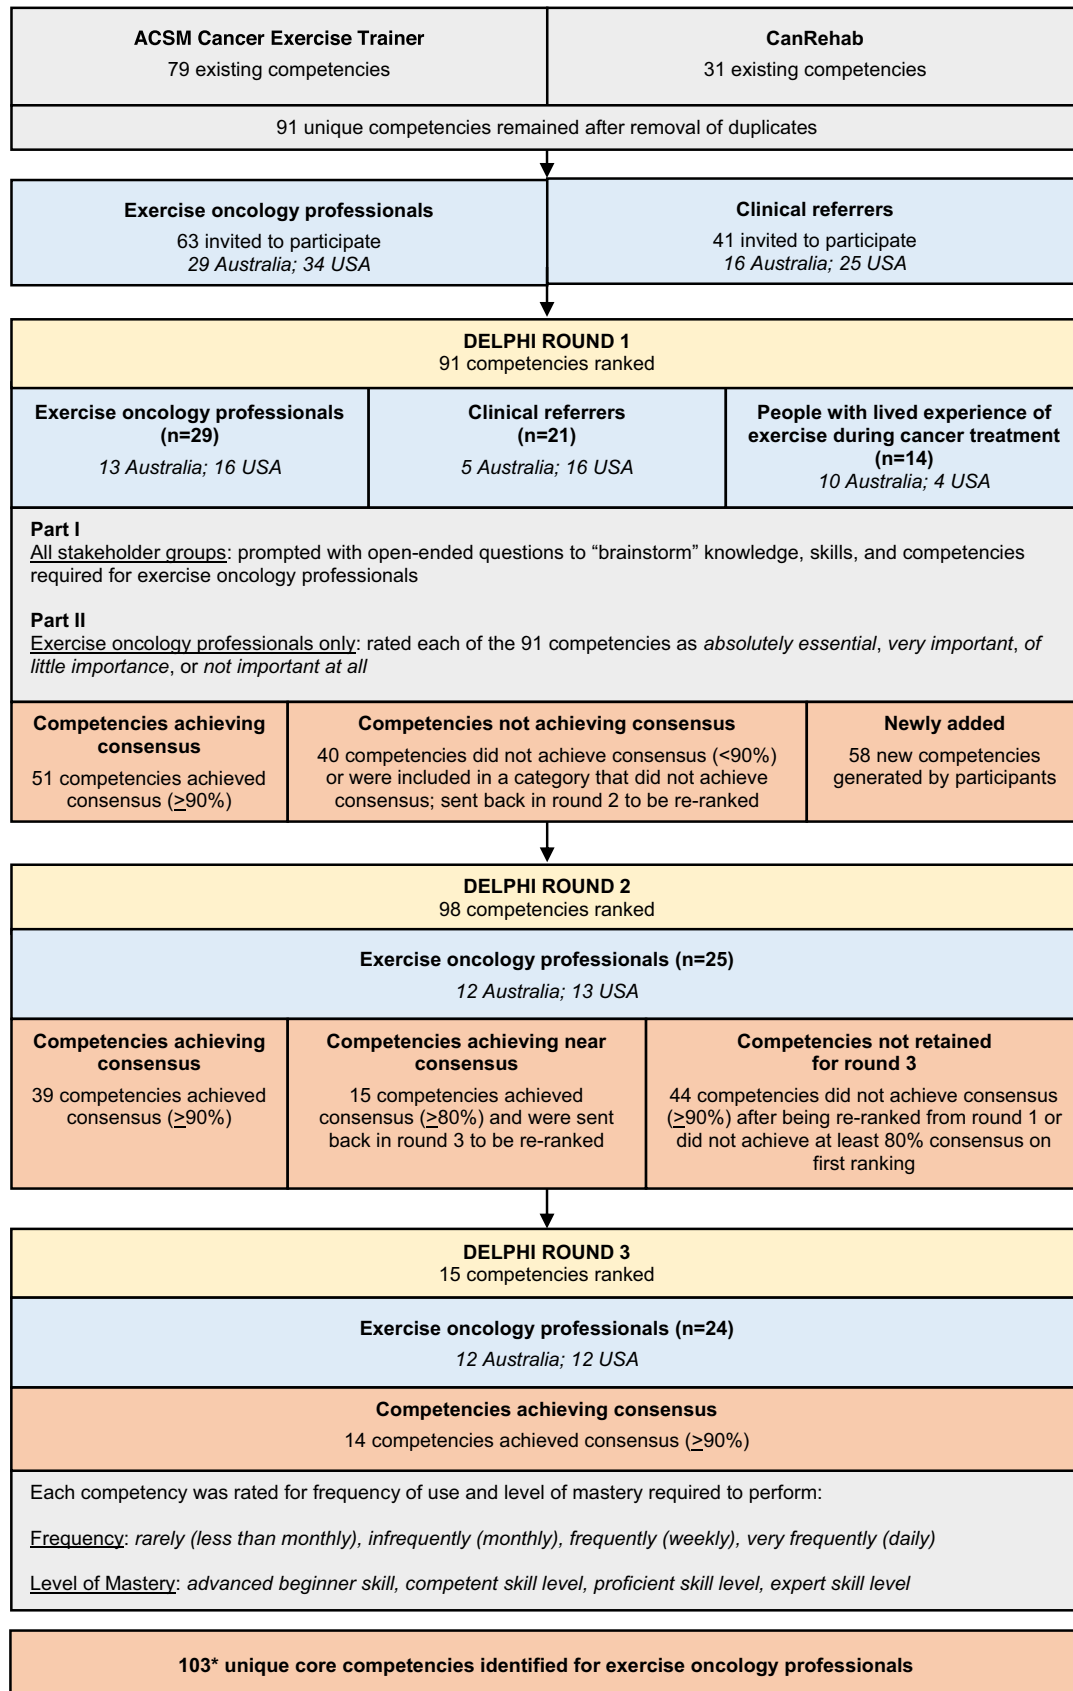 ACSM Cancer Exercise Trainer
79 existing competencies
CanRehab
31 existing competencies
91 unique competencies remained after removal of duplicates
Exercise oncology professionals
63 invited to participate
29 Australia; 34 USA
Clinical referrers
41 invited to participate
16 Australia; 25 USA
DELPHI ROUND 1
91 competencies ranked
Exercise oncology professionals
(n=29)
13 Australia; 16 USA
Clinical referrers
(n=21)
5 Australia; 16 USA
People with lived experience of
exercise during cancer treatment
(n=14)
10 Australia; 4 USA
Part I
All stakeholder groups: prompted with open-ended questions to “brainstorm” knowledge, skills, and competencies
required for exercise oncology professionals
Part II
Exercise oncology professionals only: rated each of the 91 competencies as absolutely essential, very important, of
little importance, or not important at all
Competencies achieving
consensus
51 competencies achieved
consensus (≥90%)
Competencies not achieving consensus
40 competencies did not achieve consensus (<90%)
or were included in a category that did not achieve
consensus; sent back in round 2 to be re-ranked
Newly added
58 new competencies
generated by participants
DELPHI ROUND 2
98 competencies ranked
Exercise oncology professionals (n=25)
12 Australia; 13 USA
Competencies achieving
consensus
39 competencies achieved
consensus (≥90%)
Competencies achieving near
consensus
15 competencies achieved
consensus (≥80%) and were sent
back in round 3 to be re-ranked
Competencies not retained
for round 3
44 competencies did not achieve consensus
(≥90%) after being re-ranked from round 1 or
did not achieve at least 80% consensus on
first ranking
DELPHI ROUND 3
15 competencies ranked
Exercise oncology professionals (n=24)
12 Australia; 12 USA
Competencies achieving consensus
14 competencies achieved consensus (≥90%)
Each competency was rated for frequency of use and level of mastery required to perform:
Frequency: rarely (less than monthly), infrequently (monthly), frequently (weekly), very frequently (daily)
Level of Mastery: advanced beginner skill, competent skill level, proficient skill level, expert skill level
103* unique core competencies identified for exercise oncology professionals